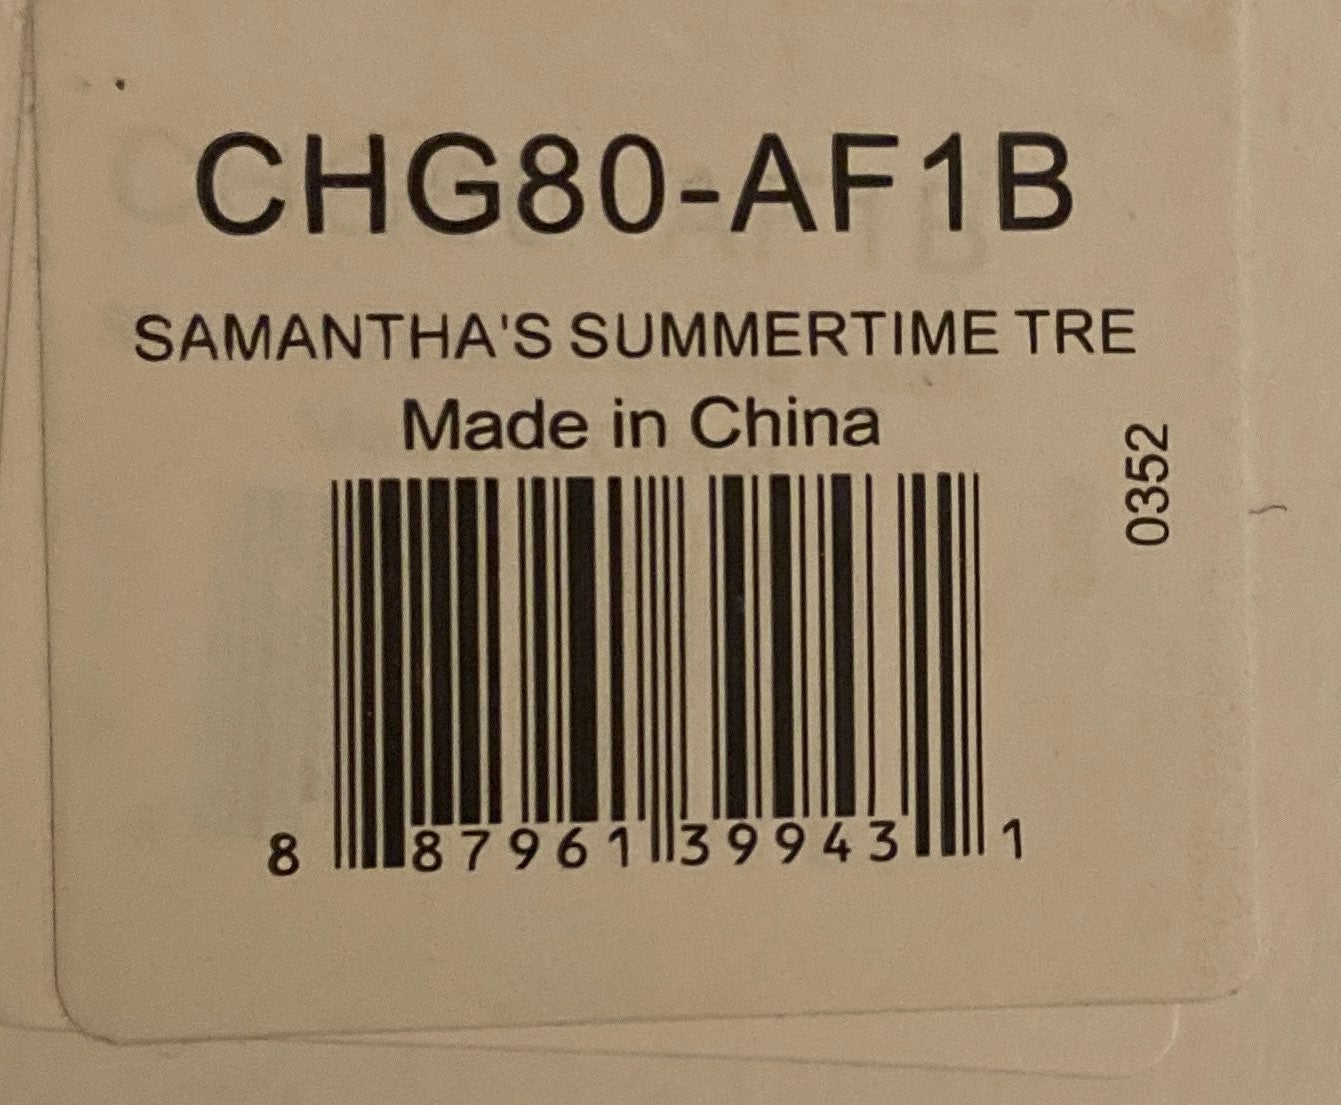 CHG80-AF1B
SAMANTHA'S SUMMERTIME TRE
Made in China
0352
8 87961 39943 1